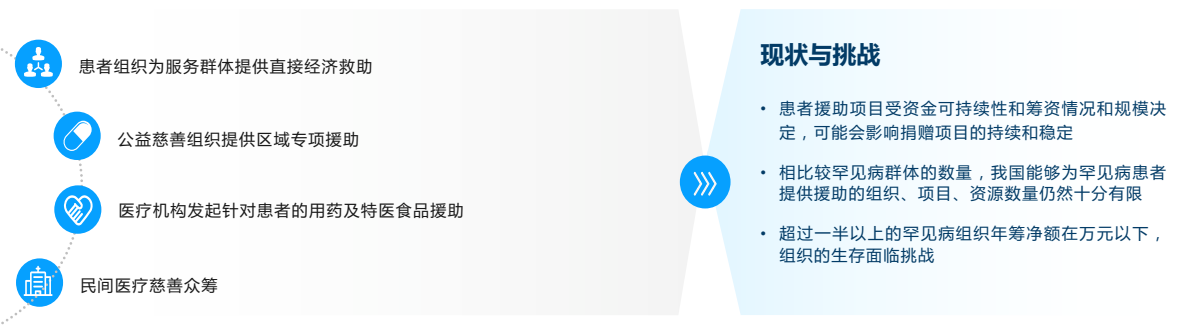 患者组织为服务群体提供直接经济救助
公益慈善组织提供区域专项援助
医疗机构发起针对患者的用药及特医食品援助
民间医疗慈善众筹
现状与挑战
• 患者援助项目受资金可持续性和筹资情况和规模决
定，可能会影响捐赠项目的持续和稳定
• 相比较罕见病群体的数量，我国能够为罕见病患者
提供援助的组织、项目、资源数量仍然十分有限
• 超过一半以上的罕见病组织年筹净额在万元以下，
组织的生存面临挑战